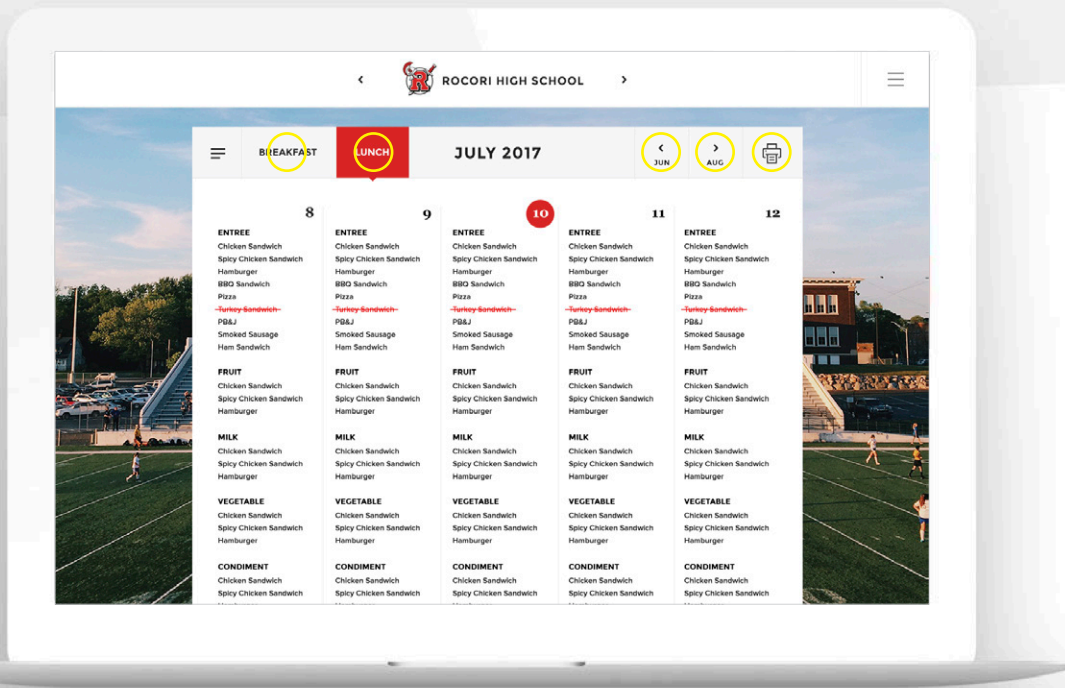 R
ROCORI HIGH SCHOOL
BREAKFAST
LUNCH
JULY 2017
JUN
AUG
8
ENTREE
Chicken Sandwich
Spicy Chicken Sandwich
Hamburger
BBQ Sandwich
Pizza
Turkey Sandwich
PB&J
Smoked Sausage
Ham Sandwich
FRUIT
Chicken Sandwich
Spicy Chicken Sandwich
Hamburger
MILK
Chicken Sandwich
Spicy Chicken Sandwich
Hamburger
VEGETABLE
Chicken Sandwich
Spicy Chicken Sandwich
Hamburger
CONDIMENT
Chicken Sandwich
Spicy Chicken Sandwich
9
ENTREE
Chicken Sandwich
Spicy Chicken Sandwich
Hamburger
BBQ Sandwich
Pizza
Turkey Sandwich
PB&J
Smoked Sausage
Ham Sandwich
FRUIT
Chicken Sandwich
Spicy Chicken Sandwich
Hamburger
MILK
Chicken Sandwich
Spicy Chicken Sandwich
Hamburger
VEGETABLE
Chicken Sandwich
Spicy Chicken Sandwich
Hamburger
CONDIMENT
Chicken Sandwich
Spicy Chicken Sandwich
10
ENTREE
Chicken Sandwich
Spicy Chicken Sandwich
Hamburger
BBQ Sandwich
Pizza
Turkey Sandwich
PB&J
Smoked Sausage
Ham Sandwich
FRUIT
Chicken Sandwich
Spicy Chicken Sandwich
Hamburger
MILK
Chicken Sandwich
Spicy Chicken Sandwich
Hamburger
VEGETABLE
Chicken Sandwich
Spicy Chicken Sandwich
Hamburger
CONDIMENT
Chicken Sandwich
Spicy Chicken Sandwich
11
ENTREE
Chicken Sandwich
Spicy Chicken Sandwich
Hamburger
BBQ Sandwich
Pizza
Turkey Sandwich
PB&J
Smoked Sausage
Ham Sandwich
FRUIT
Chicken Sandwich
Spicy Chicken Sandwich
Hamburger
MILK
Chicken Sandwich
Spicy Chicken Sandwich
Hamburger
VEGETABLE
Chicken Sandwich
Spicy Chicken Sandwich
Hamburger
CONDIMENT
Chicken Sandwich
Spicy Chicken Sandwich
12
ENTREE
Chicken Sandwich
Spicy Chicken Sandwich
Hamburger
BBQ Sandwich
Pizza
Turkey Sandwich
PB&J
Smoked Sausage
Ham Sandwich
FRUIT
Chicken Sandwich
Spicy Chicken Sandwich
Hamburger
MILK
Chicken Sandwich
Spicy Chicken Sandwich
Hamburger
VEGETABLE
Chicken Sandwich
Spicy Chicken Sandwich
Hamburger
CONDIMENT
Chicken Sandwich
Spicy Chicken Sandwich